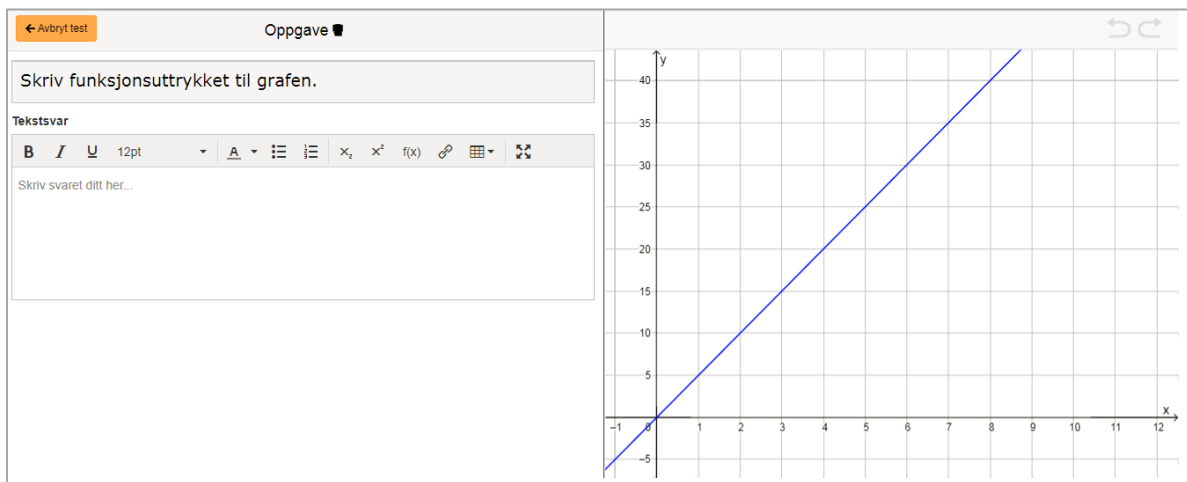 Avbryt test
Oppgave
Skriv funksjonsuttrykket til grafen.
Tekstsvar
B I U 12pt A x₂ x² f(x)
Skriv svaret ditt her...
y
40
35
30
25
20
15
10
5
x
−1 0 1 2 3 4 5 6 7 8 9 10 11 12
−5